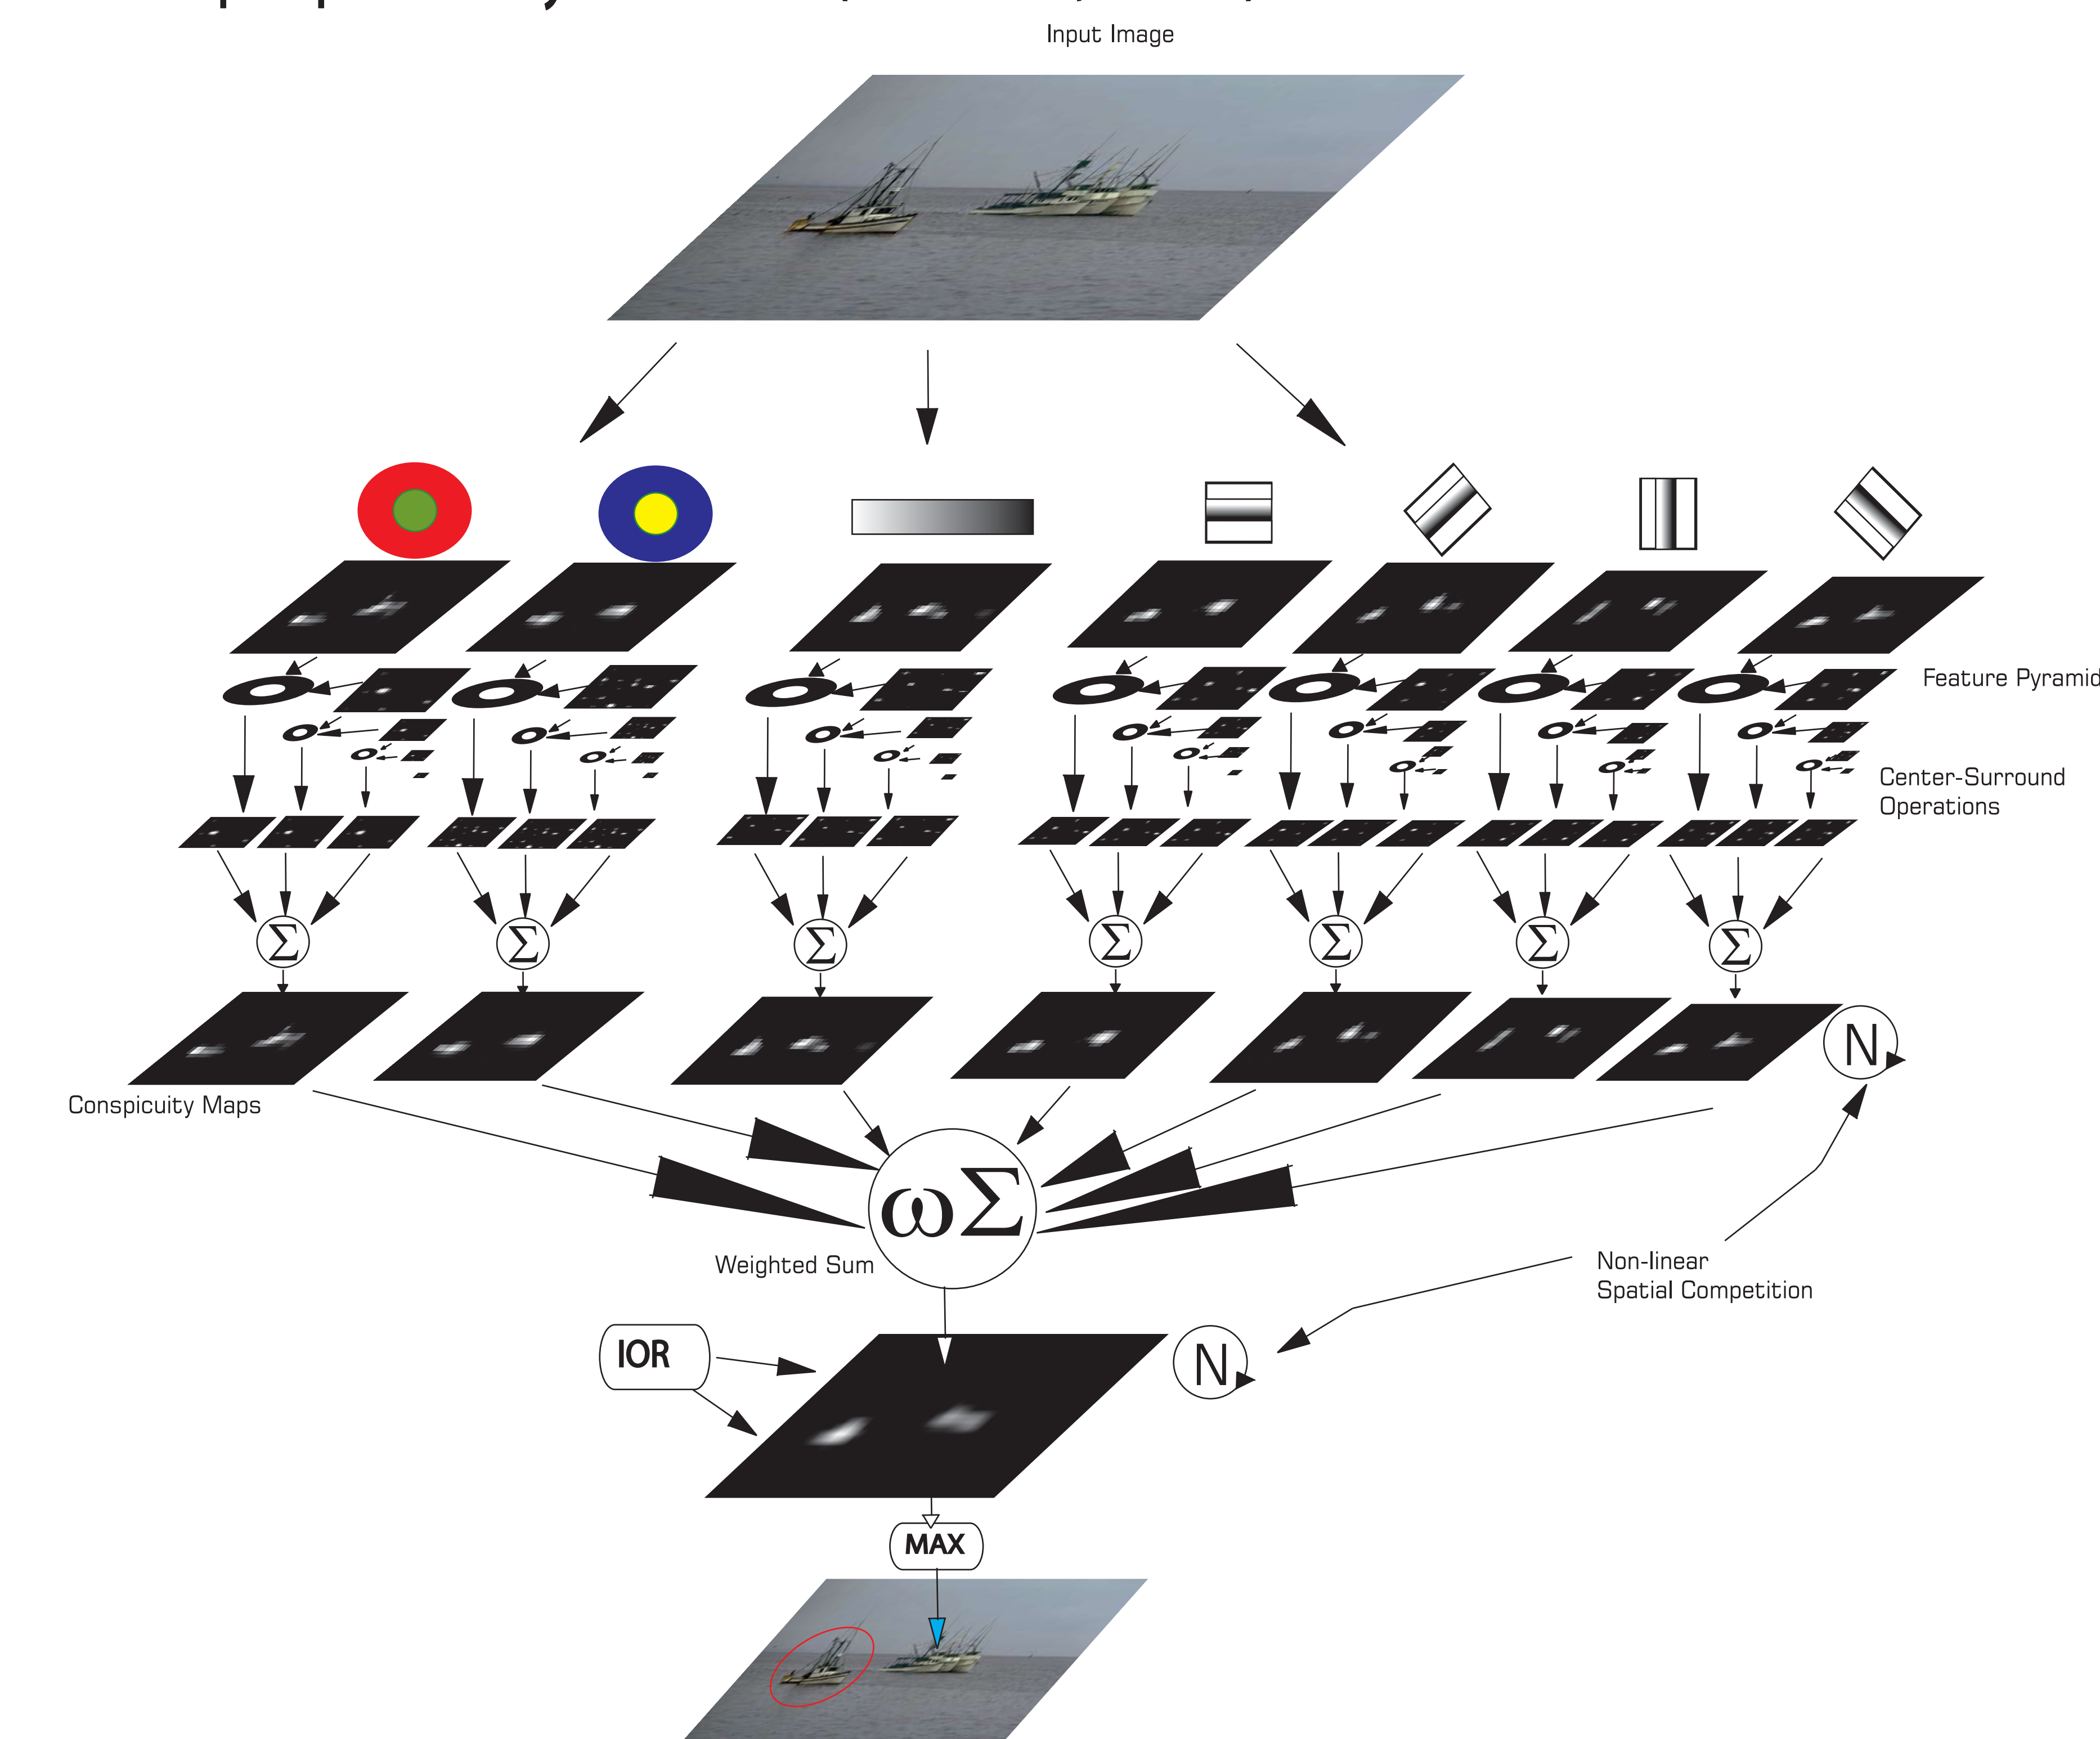 Input Image
Feature Pyramid
Center-Surround
Operations
Σ
Σ
Σ
Σ
Σ
Σ
Σ
N
Conspicuity Maps
ωΣ
Weighted Sum
Non-linear
Spatial Competition
IOR
N
MAX